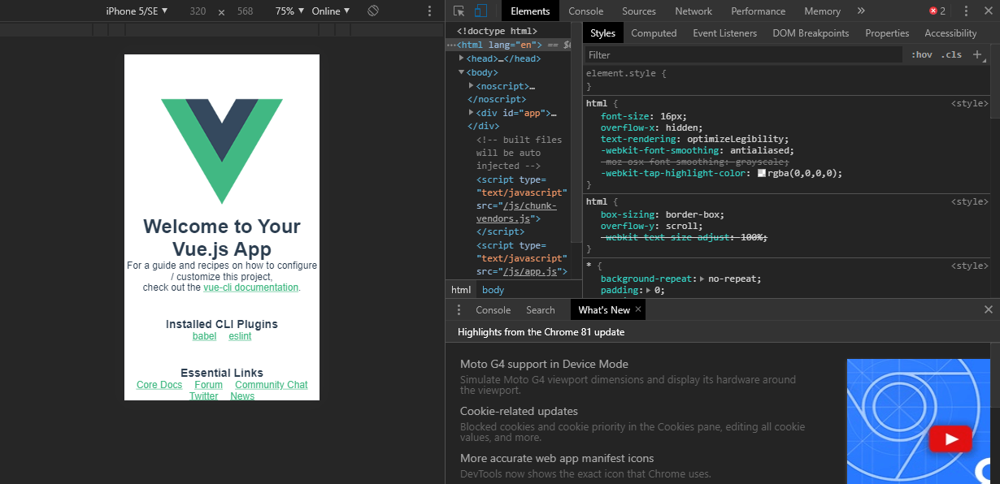 iPhone 5/SE ▼ 320 × 568 75% ▼ Online ▼
Elements Console Sources Network Performance Memory » 2
<!doctype html>
<html lang="en"> == $
<head>…</head>
<body>
<noscript>…
</noscript>
<div id="app">…
</div>
<!-- built files
will be auto
injected -->
<script type=
"text/javascript"
src="/js/chunk-
vendors.js">
</script>
<script type=
"text/javascript"
src="/js/app.js">
html body
Styles Computed Event Listeners DOM Breakpoints Properties Accessibility
Filter :hov .cls +
element.style {
}
html { <style>
font-size: 16px;
overflow-x: hidden;
text-rendering: optimizeLegibility;
-webkit-font-smoothing: antialiased;
-moz-osx-font-smoothing: grayscale;
-webkit-tap-highlight-color: rgba(0,0,0,0);
}
html { <style>
box-sizing: border-box;
overflow-y: scroll;
-webkit-text-size-adjust: 100%;
}
* { <style>
background-repeat: no-repeat;
padding: 0;
Welcome to Your
Vue.js App
For a guide and recipes on how to configure
/ customize this project,
check out the vue-cli documentation.
Installed CLI Plugins
babel eslint
Essential Links
Core Docs Forum Community Chat
Twitter News
Console Search What's New ×
Highlights from the Chrome 81 update
Moto G4 support in Device Mode
Simulate Moto G4 viewport dimensions and display its hardware around
the viewport.
Cookie-related updates
Blocked cookies and cookie priority in the Cookies pane, editing all cookie
values, and more.
More accurate web app manifest icons
DevTools now shows the exact icon that Chrome uses.